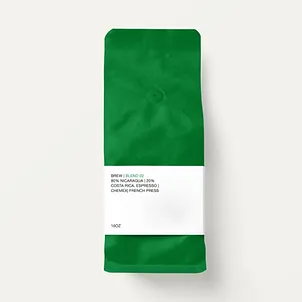 BREW | BLEND 02
80% NICARAGUA | 20%
COSTA RICA. ESPRESSO |
CHEMEX| FRENCH PRESS
16OZ